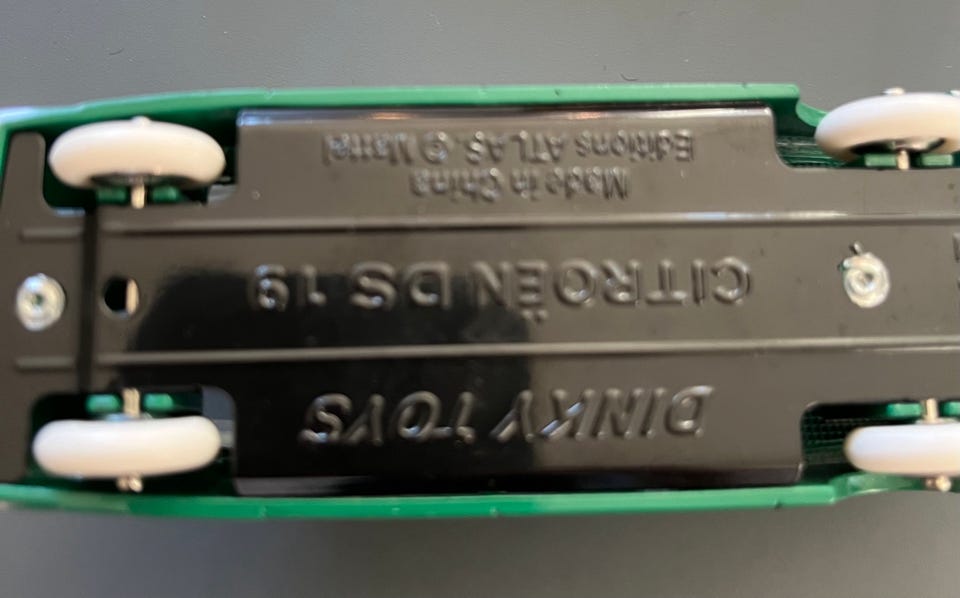 DINKY TOYS
CITROËN DS 19
Made in China
Editions ATLAS © Mattel